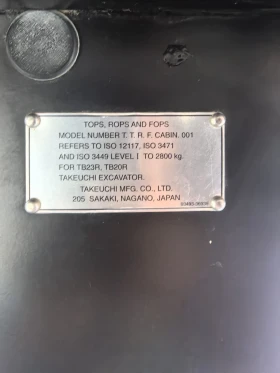 TOPS, ROPS AND FOPS
MODEL NUMBER T. T. R. F. CABIN. 001
REFERS TO ISO 12117, ISO 3471
AND ISO 3449 LEVEL I TO 2800 kg.
FOR TB23R, TB20R
TAKEUCHI EXCAVATOR.
TAKEUCHI MFG. CO., LTD.
205 SAKAKI, NAGANO, JAPAN